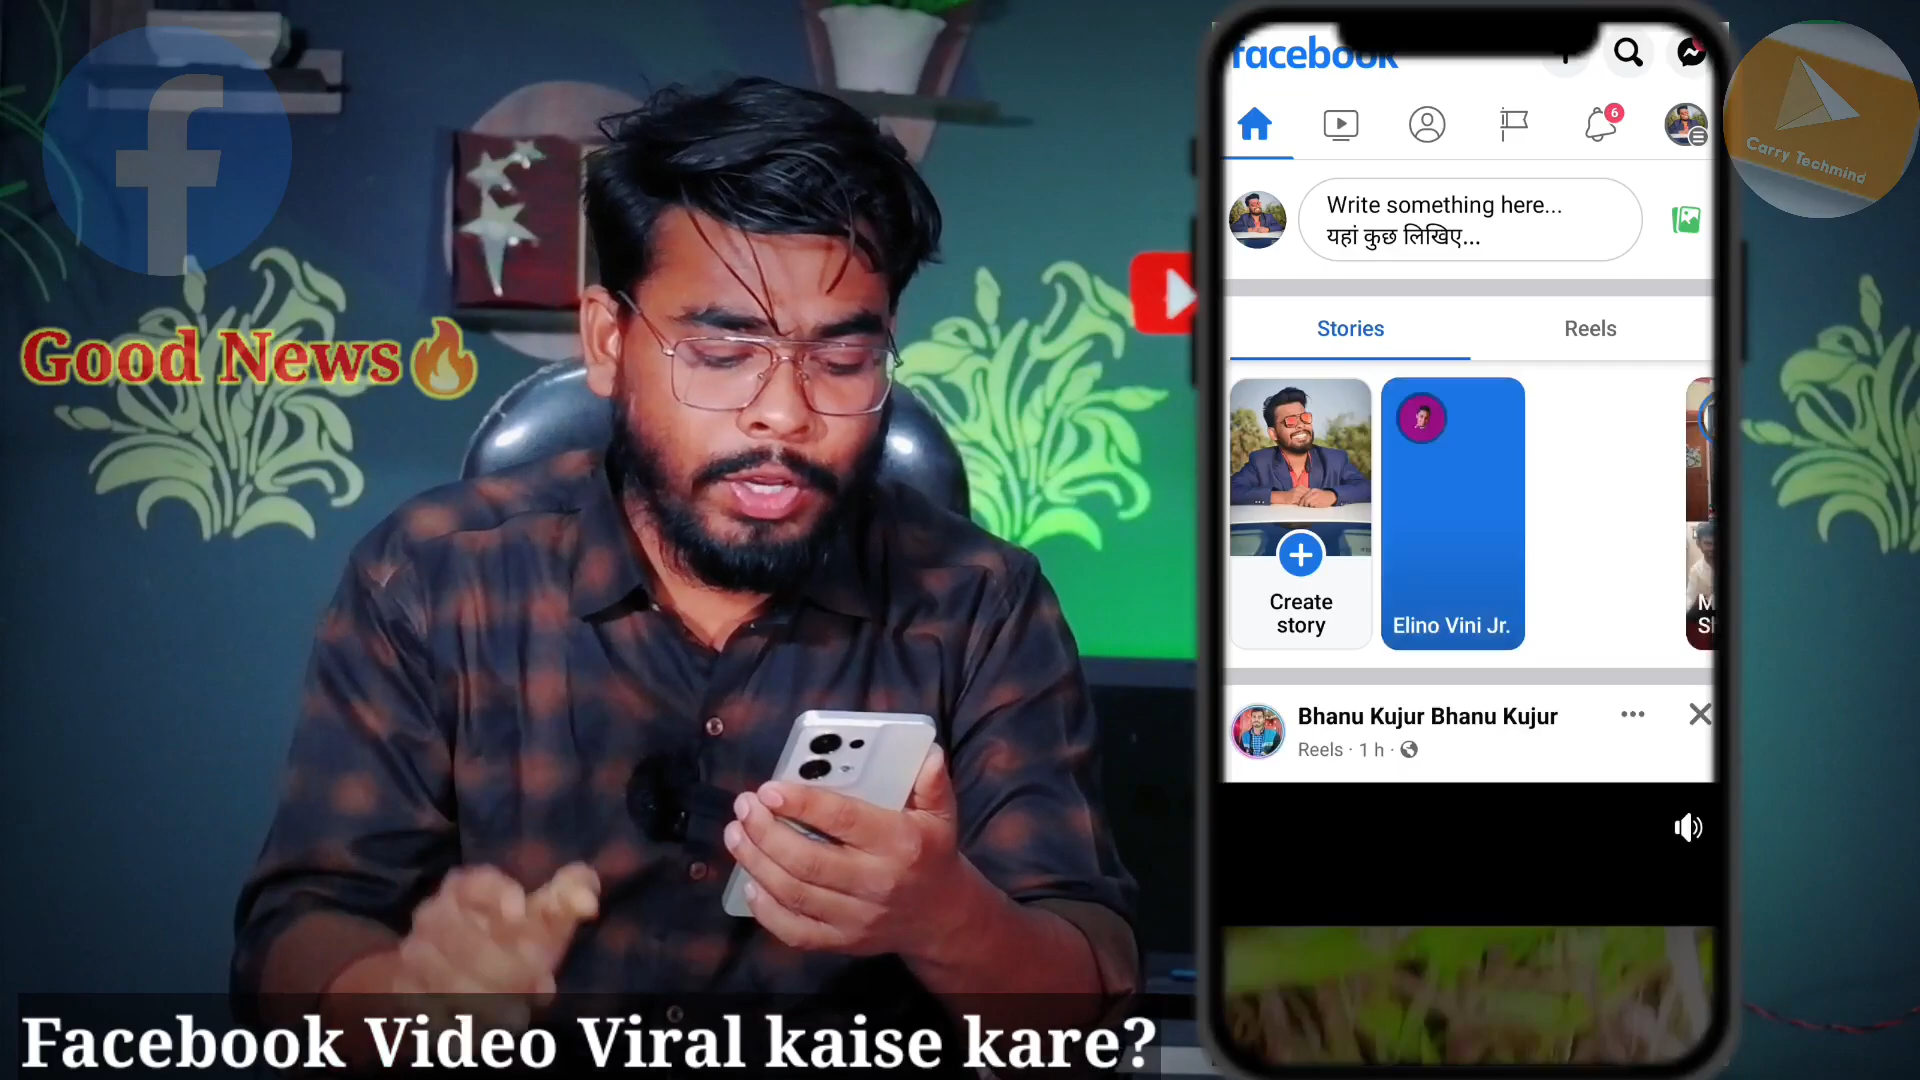 facebook
6
Carry Techmind
Write something here...
यहां कुछ लिखिए...
Good News🔥
Stories
Reels
Create
story
Elino Vini Jr.
Bhanu Kujur Bhanu Kujur
Reels · 1 h ·
Facebook Video Viral kaise kare?